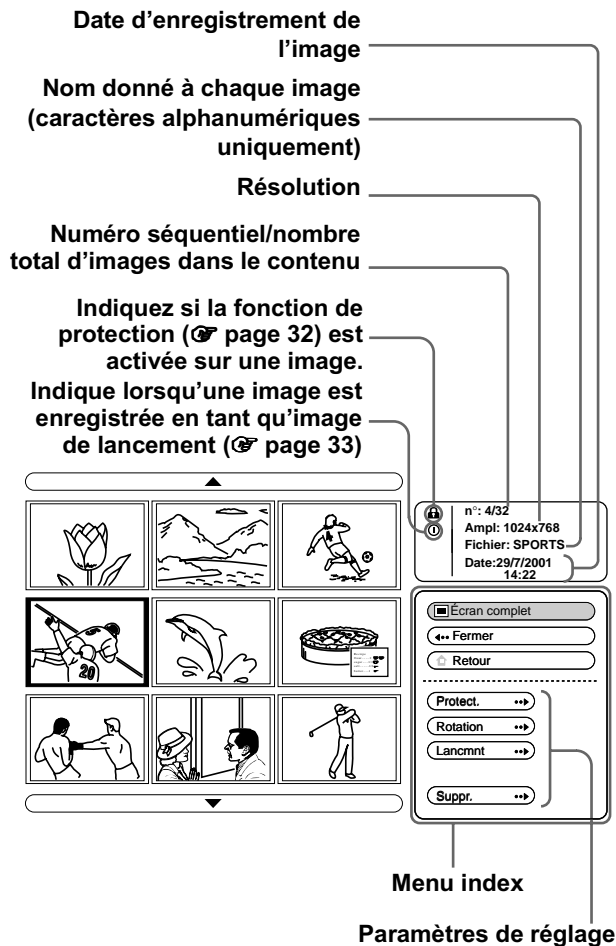 Date d’enregistrement de
l’image
Nom donné à chaque image
(caractères alphanumériques
uniquement)
Résolution
Numéro séquentiel/nombre
total d’images dans le contenu
Indiquez si la fonction de
protection (☞ page 32) est
activée sur une image.
Indique lorsqu’une image est
enregistrée en tant qu’image
de lancement (☞ page 33)
n°: 4/32
Ampl: 1024x768
Fichier: SPORTS
Date:29/7/2001
14:22
4
20
Écran complet
Fermer
Retour
Protect.
Rotation
Lancmnt
Suppr.
Menu index
Paramètres de réglage